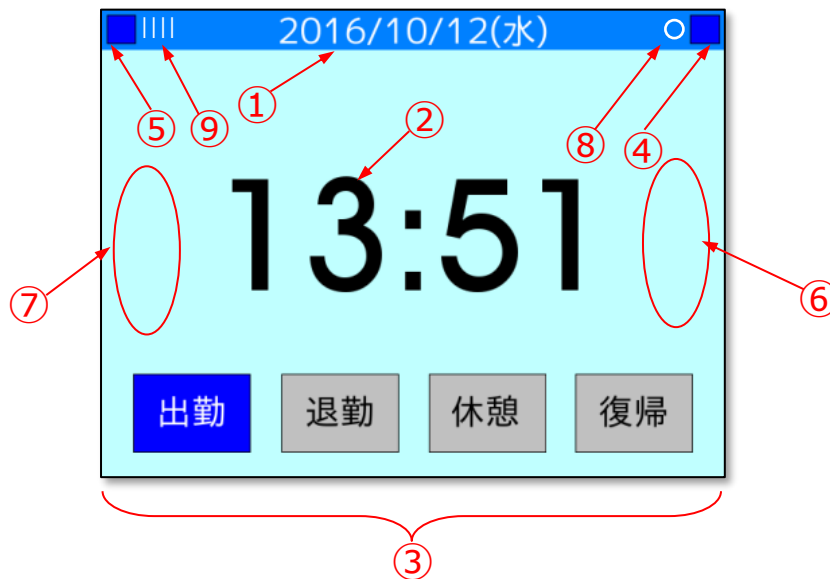 2016/10/12(水)
①
②
⑤
⑨
⑧
④
13:51
⑦
⑥
出勤
退勤
休憩
復帰
③